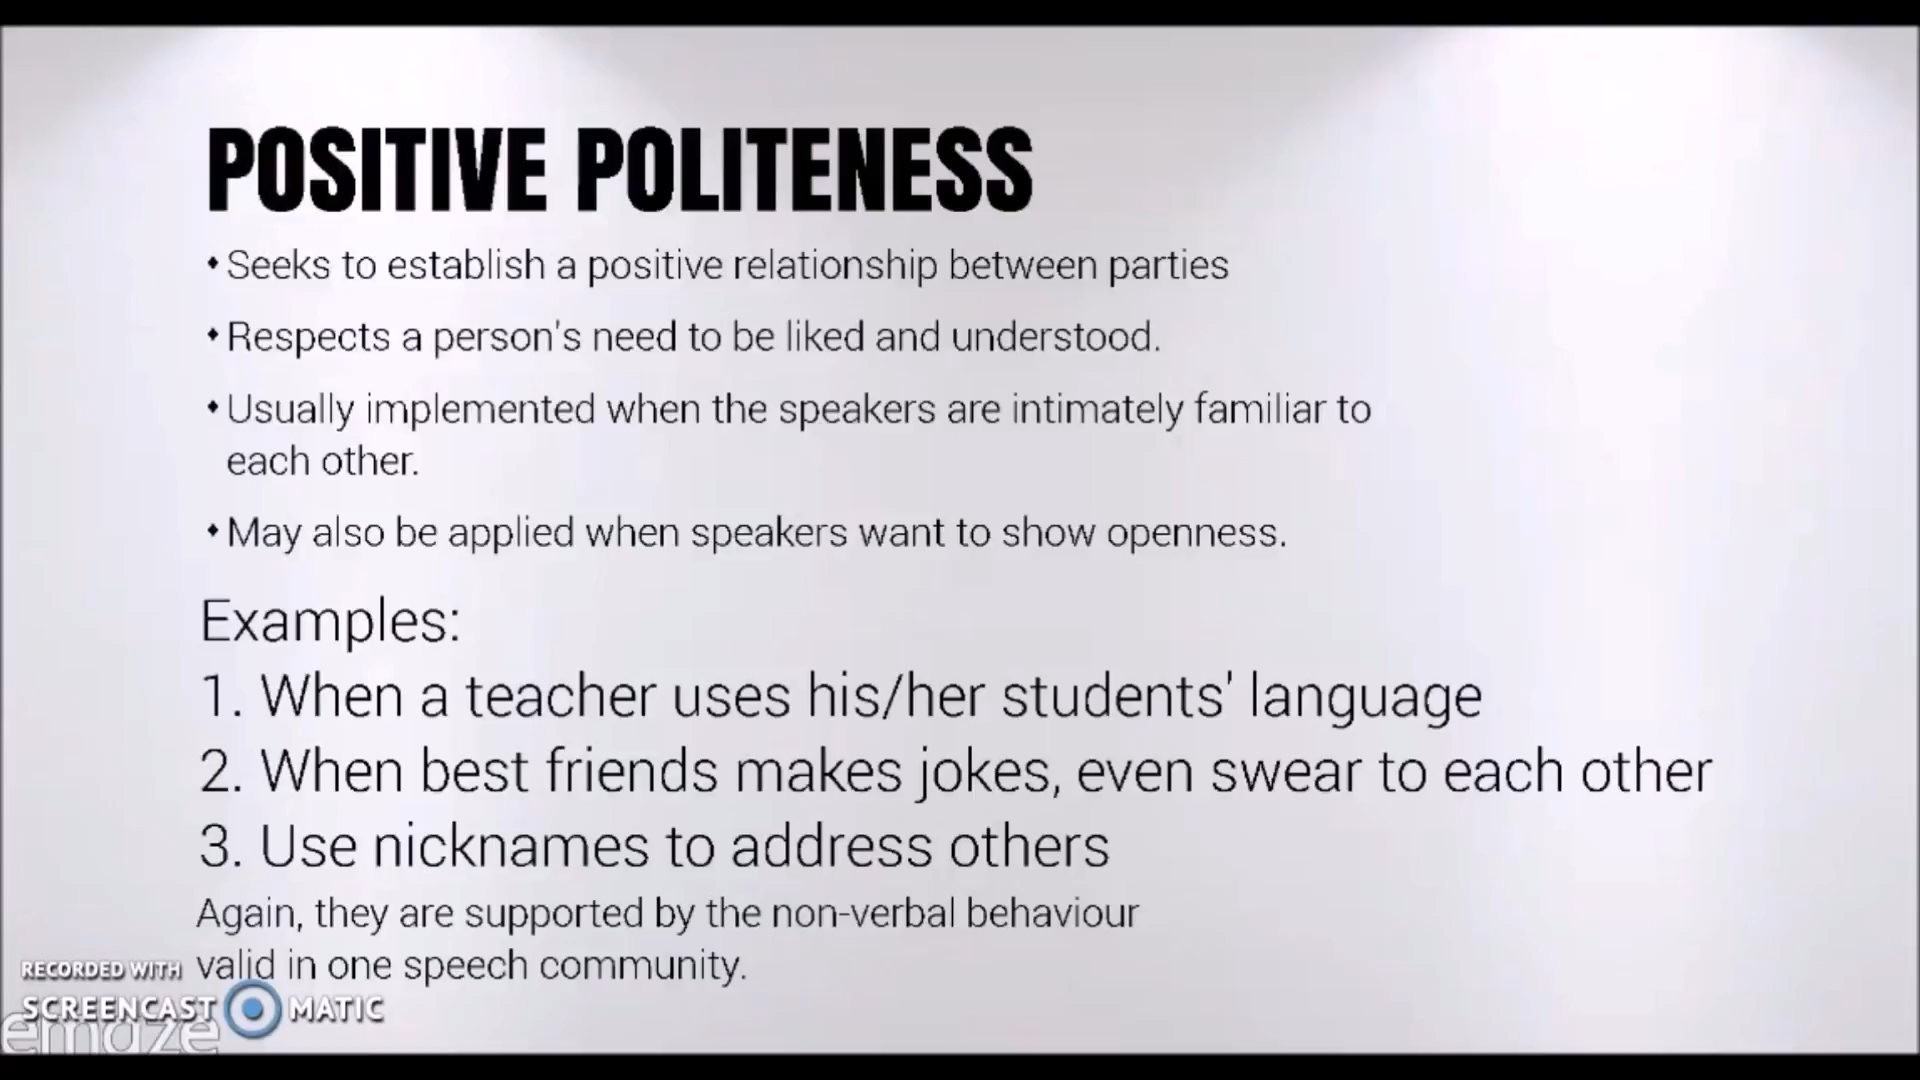 POSITIVE POLITENESS
• Seeks to establish a positive relationship between parties
• Respects a person's need to be liked and understood.
• Usually implemented when the speakers are intimately familiar to
each other.
• May also be applied when speakers want to show openness.
Examples:
1. When a teacher uses his/her students' language
2. When best friends makes jokes, even swear to each other
3. Use nicknames to address others
Again, they are supported by the non-verbal behaviour
valid in one speech community.
RECORDED WITH
SCREENCAST MATIC
emaze